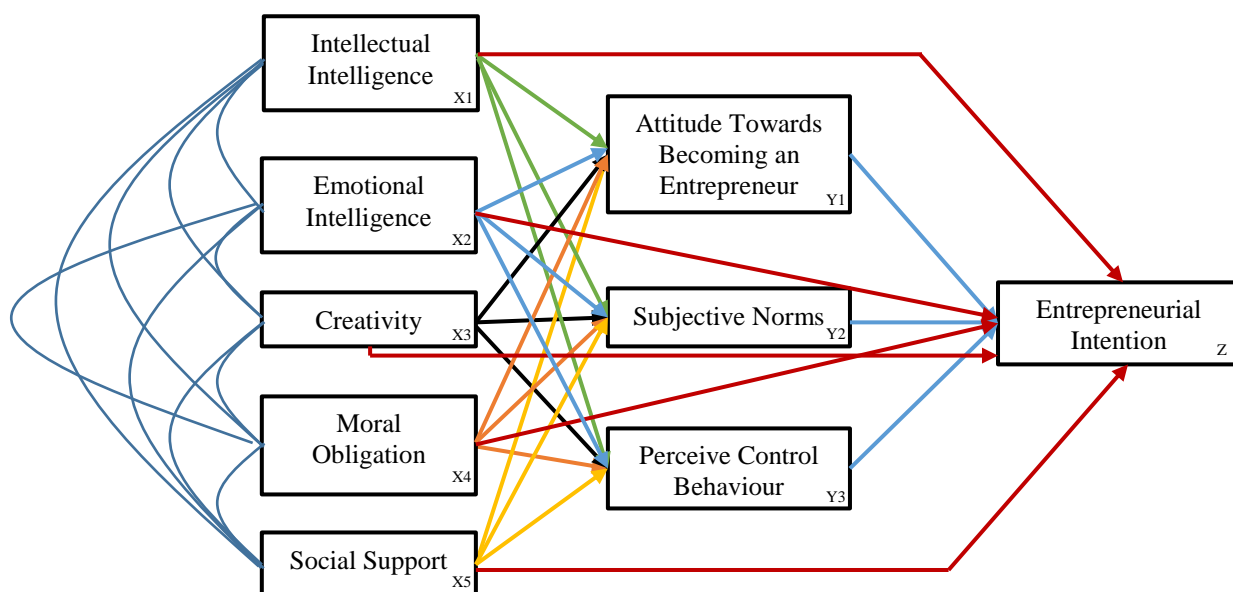 Intellectual
Intelligence
X1
Emotional
Intelligence
X2
Creativity
X3
Moral
Obligation
X4
Social Support
X5
Attitude Towards
Becoming an
Entrepreneur
Y1
Subjective Norms
Y2
Perceive Control
Behaviour
Y3
Entrepreneurial
Intention
Z